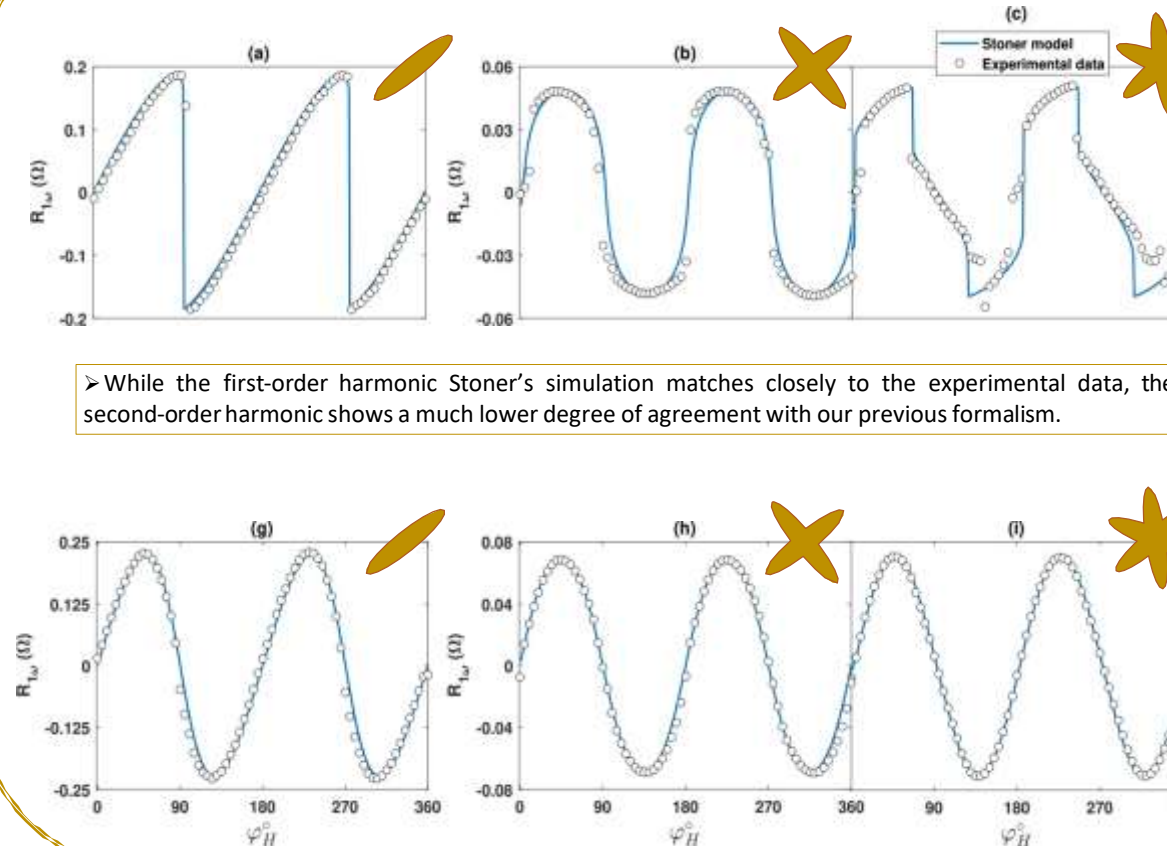 (c)
(a)
(b)
Stoner model
Experimental data
0.2
0.1
0
-0.1
-0.2
R1ω (Ω)
0.06
0.03
0
-0.03
-0.06
R1ω (Ω)
➢While the first-order harmonic Stoner’s simulation matches closely to the experimental data, the
second-order harmonic shows a much lower degree of agreement with our previous formalism.
(g)
(h)
(i)
0.25
0.125
0
-0.125
-0.25
R1ω (Ω)
0.08
0.04
0
-0.04
-0.08
R1ω (Ω)
0 90 180 270 360
0 90 180 270 360 90 180 270
φ°H
φ°H
φ°H